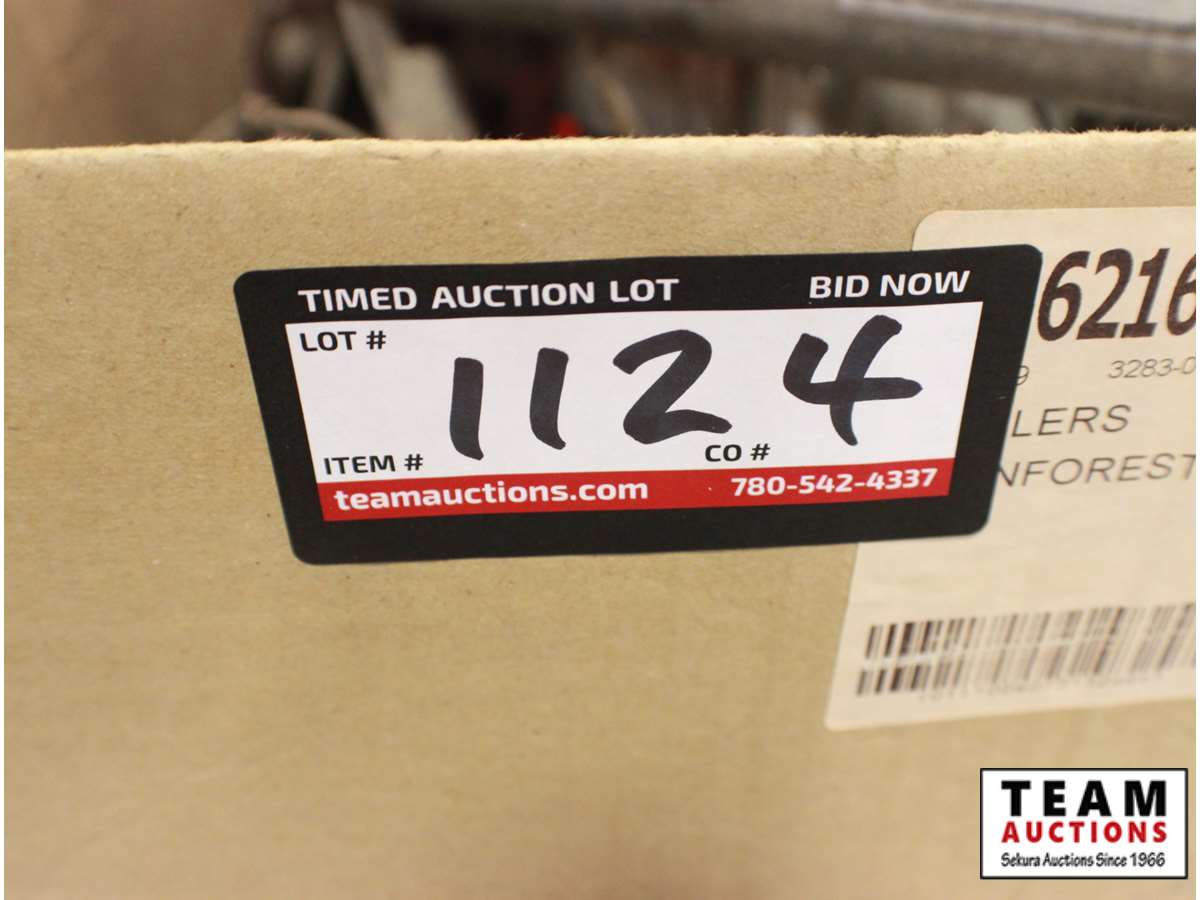 TIMED AUCTION LOT BID NOW
LOT #
1124
ITEM # CO #
teamauctions.com 780-542-4337
6216
9 3283-0
LERS
NFOREST
TEAM
AUCTIONS
Sekura Auctions Since 1966